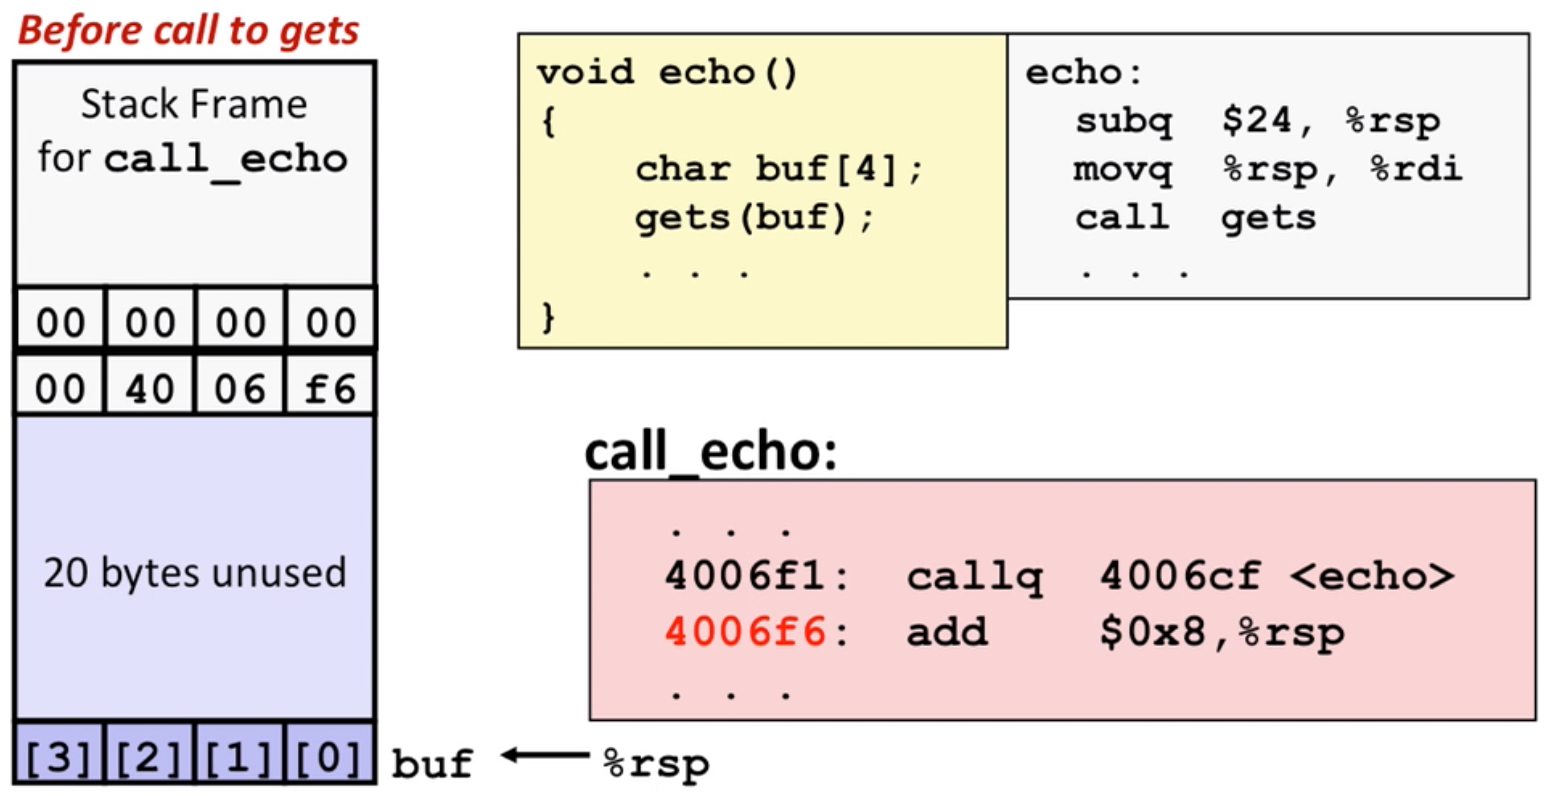 Before call to gets
Stack Frame
for call_echo
00 00 00 00
00 40 06 f6
20 bytes unused
[3] [2] [1] [0] buf %rsp
void echo()
{
char buf[4];
gets(buf);
. . .
}
echo:
subq $24, %rsp
movq %rsp, %rdi
call gets
. . .
call_echo:
. . .
4006f1: callq 4006cf <echo>
4006f6: add $0x8,%rsp
. . .